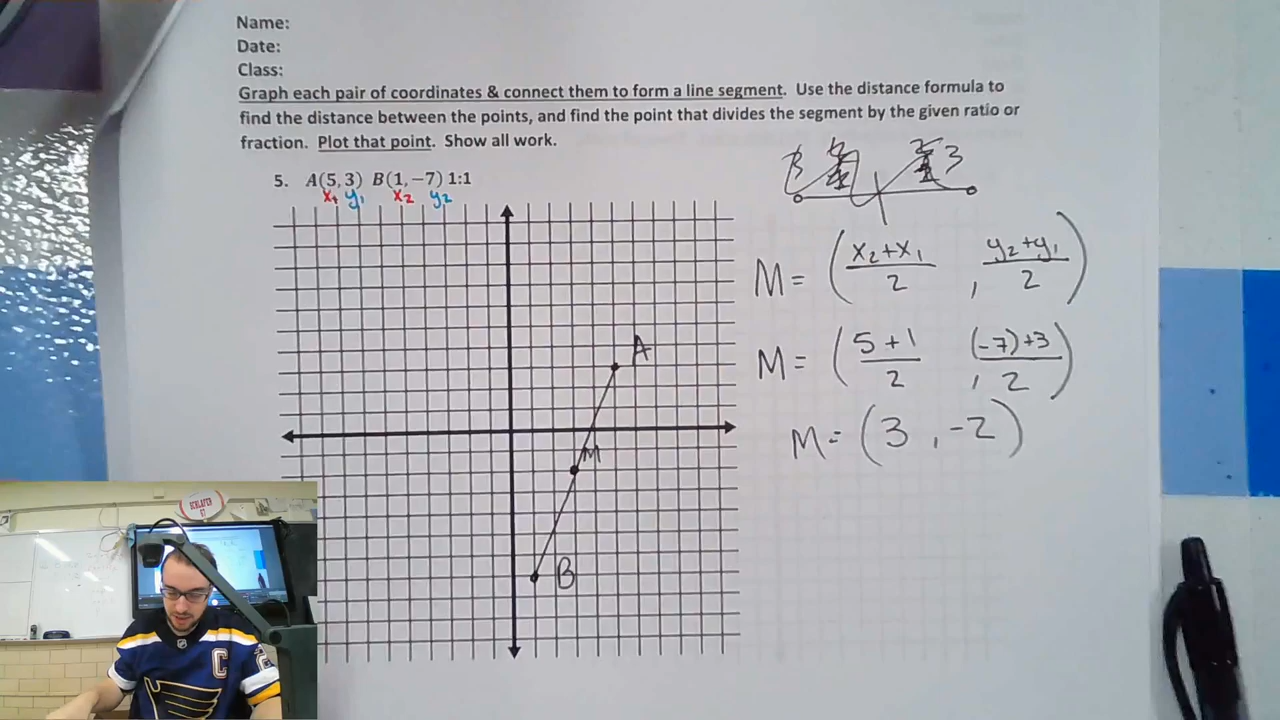 Name:
Date:
Class:
Graph each pair of coordinates & connect them to form a line segment. Use the distance formula to
find the distance between the points, and find the point that divides the segment by the given ratio or
fraction. Plot that point. Show all work.
5. A(5, 3) B(1, −7) 1:1
x₁ y₁ x₂ y₂
M = (x₂+x₁/2, y₂+y₁/2)
M = (5+1/2, (-7)+3/2)
M = (3, -2)
A
M
B
C